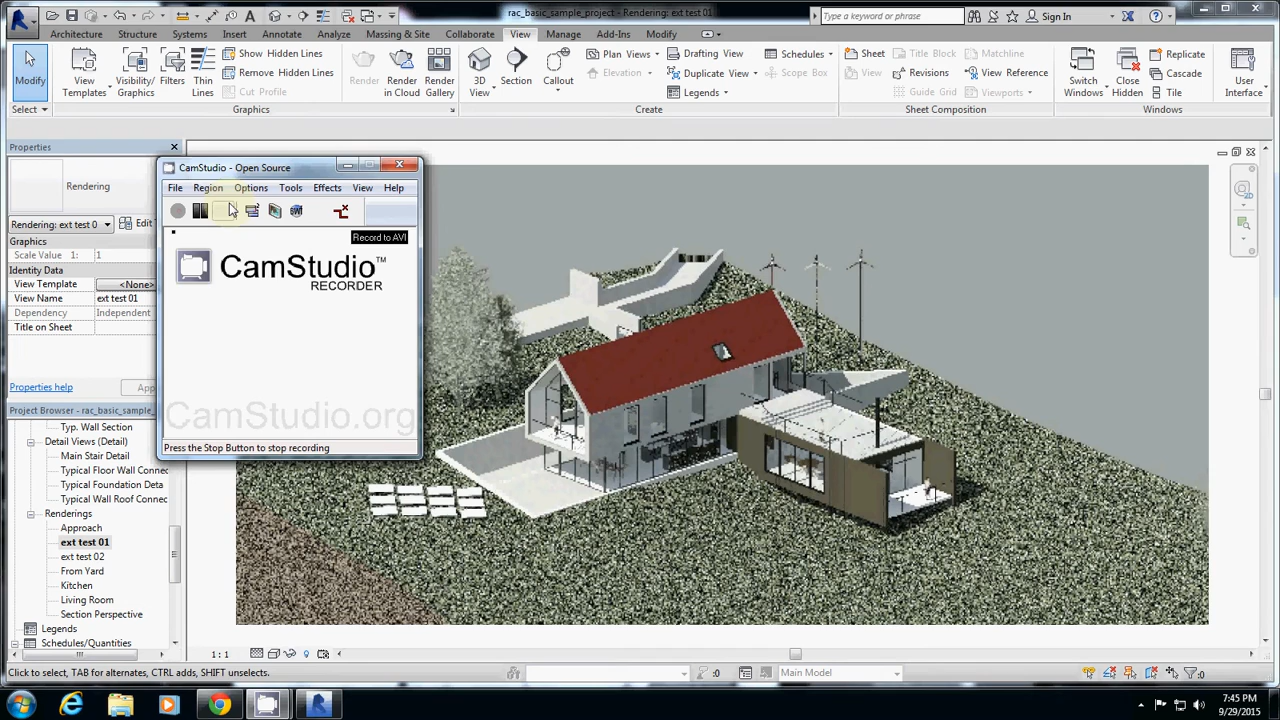 rac_basic_sample_project - Rendering: ext test 01
Type a keyword or phrase
Sign In
Architecture Structure Systems Insert Annotate Analyze Massing & Site Collaborate View Manage Add-Ins Modify
Modify
View Templates
Visibility/ Graphics
Filters
Thin Lines
Show Hidden Lines
Remove Hidden Lines
Cut Profile
Render
Render in Cloud
Render Gallery
3D View
Section
Callout
Plan Views
Elevation
Drafting View
Duplicate View
Legends
Schedules
Scope Box
Sheet
View
Title Block
Revisions
Guide Grid
Matchline
View Reference
Viewports
Switch Windows
Close Hidden
Replicate
Cascade
Tile
User Interface
Select Graphics Create Sheet Composition Windows
Properties
Rendering
Rendering: ext test 0 Edit
Graphics
Scale Value 1: 1
Identity Data
View Template <None>
View Name ext test 01
Dependency Independent
Title on Sheet
Properties help App
Project Browser - rac_basic_sample_
Typ. Wall Section
Detail Views (Detail)
Main Stair Detail
Typical Floor Wall Connec
Typical Foundation Deta
Typical Wall Roof Connec
Renderings
Approach
ext test 01
ext test 02
From Yard
Kitchen
Living Room
Section Perspective
Legends
Schedules/Quantities
CamStudio - Open Source
File Region Options Tools Effects View Help
Record to AVI
CamStudio™
RECORDER
CamStudio.org
Press the Stop Button to stop recording
1 : 1
Click to select, TAB for alternates, CTRL adds, SHIFT unselects.
:0
Main Model
:0
7:45 PM
9/29/2015